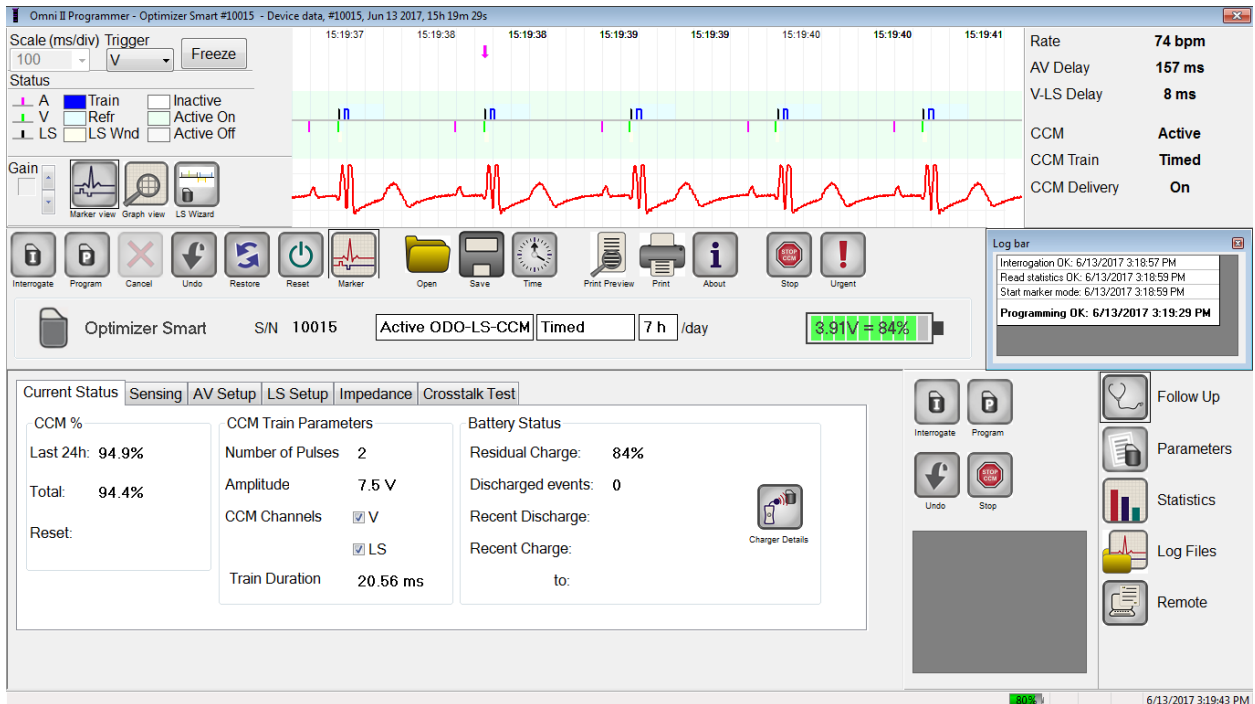 Omni II Programmer - Optimizer Smart #10015 - Device data, #10015, Jun 13 2017, 15h 19m 29s
Scale (ms/div) Trigger
100 V Freeze
Status
A Train Inactive
V Refr Active On
LS LS Wnd Active Off
Gain
Marker view Graph view LS Wizard
15:19:37 15:19:38 15:19:38 15:19:39 15:19:39 15:19:40 15:19:40 15:19:41
Rate 74 bpm
AV Delay 157 ms
V-LS Delay 8 ms
CCM Active
CCM Train Timed
CCM Delivery On
I P STOP CCM i !
Interrogate Program Cancel Undo Restore Reset Marker Open Save Time Print Preview Print About Stop Urgent
Log bar
Interrogation OK: 6/13/2017 3:18:57 PM
Read statistics OK: 6/13/2017 3:18:59 PM
Start marker mode: 6/13/2017 3:18:59 PM
Programming OK: 6/13/2017 3:19:29 PM
Optimizer Smart S/N 10015 Active ODO-LS-CCM Timed 7 h /day 3.91V = 84%
Current Status Sensing AV Setup LS Setup Impedance Crosstalk Test
CCM %
Last 24h: 94.9%
Total: 94.4%
Reset:
CCM Train Parameters
Number of Pulses 2
Amplitude 7.5 V
CCM Channels V
LS
Train Duration 20.56 ms
Battery Status
Residual Charge: 84%
Discharged events: 0
Recent Discharge:
Recent Charge:
to:
Charger Details
I P
Interrogate Program
STOP CCM
Undo Stop
Follow Up
Parameters
Statistics
Log Files
Remote
80% 6/13/2017 3:19:43 PM